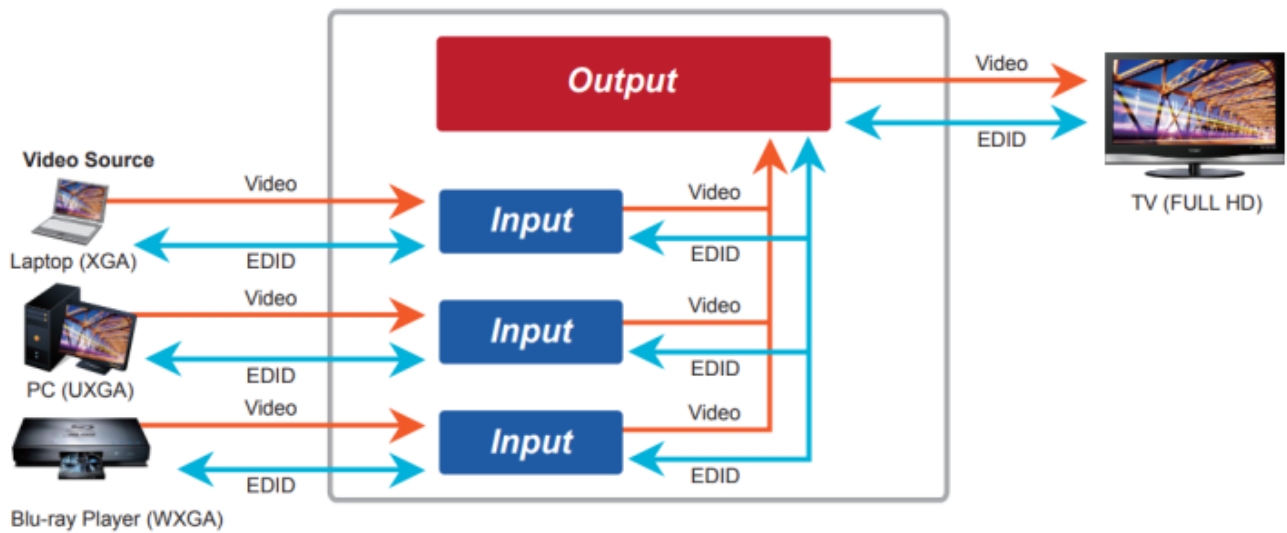 Output
Video
EDID
TV (FULL HD)
Video Source
Video
EDID
Laptop (XGA)
Input
Video
EDID
Video
EDID
PC (UXGA)
Input
Video
EDID
Video
EDID
Blu-ray Player (WXGA)
Input
Video
EDID